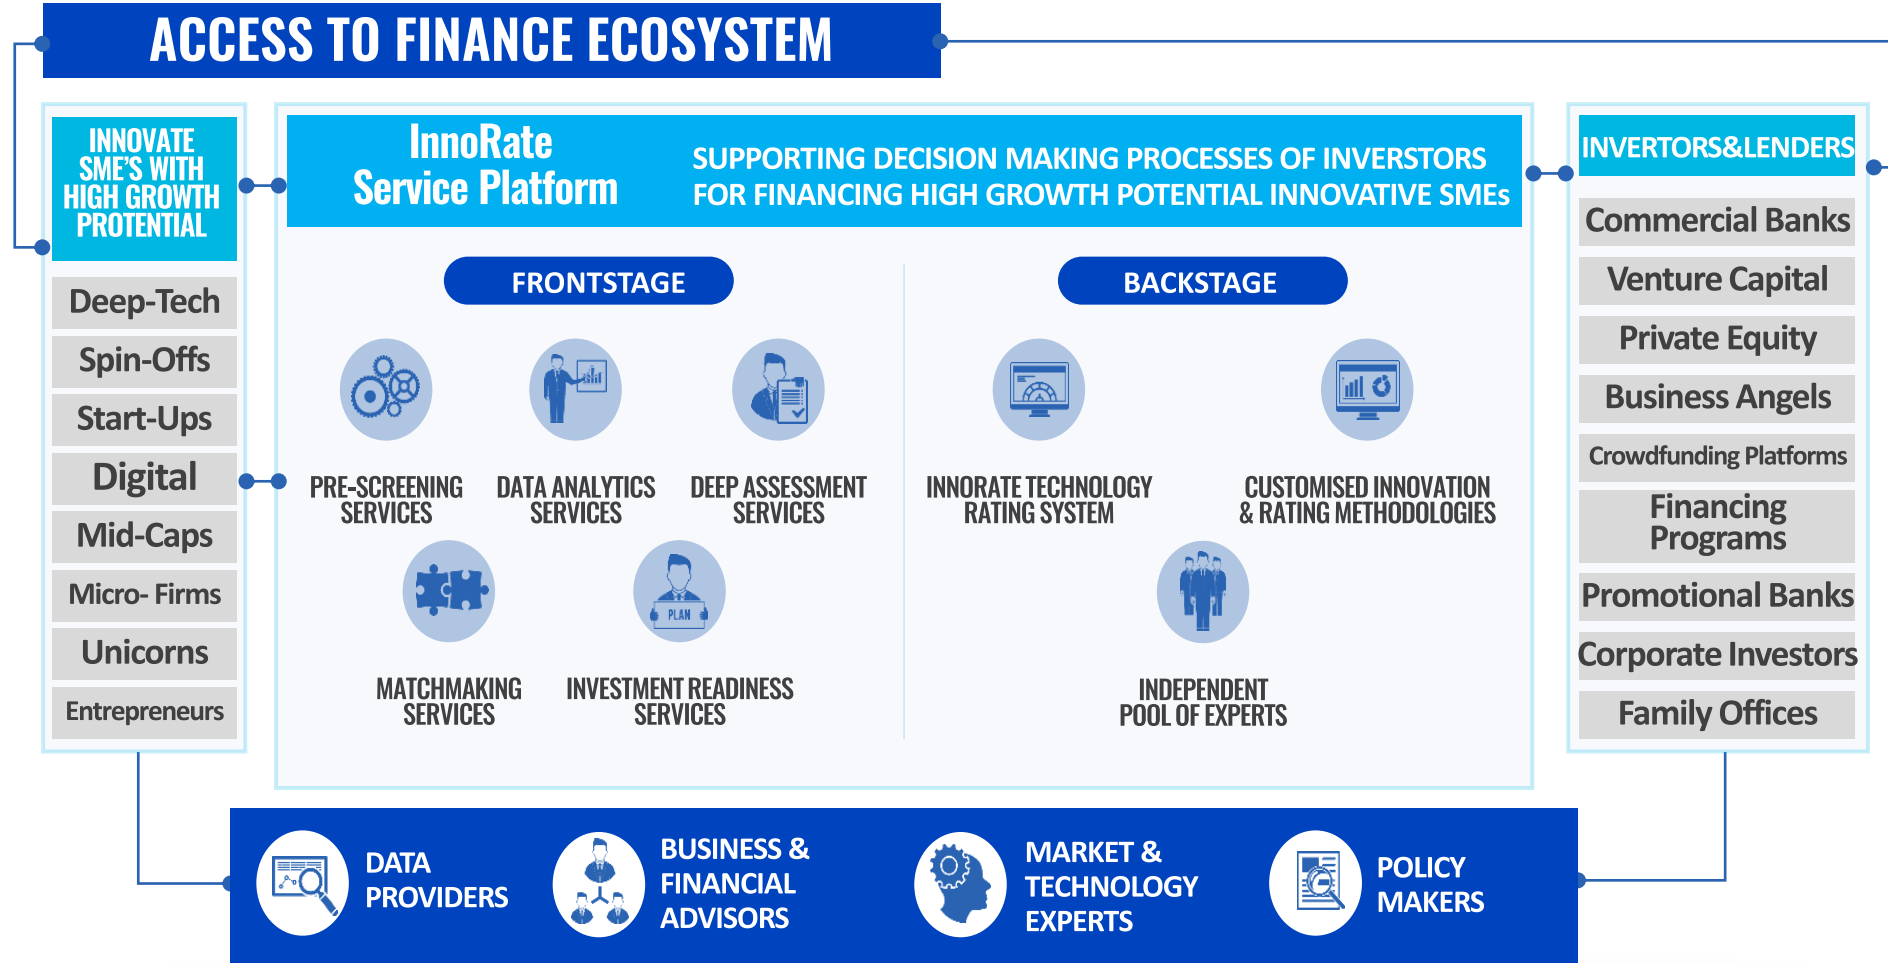 ACCESS TO FINANCE ECOSYSTEM
INNOVATE
SME'S WITH
HIGH GROWTH
PROTENTIAL
Deep-Tech
Spin-Offs
Start-Ups
Digital
Mid-Caps
Micro- Firms
Unicorns
Entrepreneurs
InnoRate
Service Platform
SUPPORTING DECISION MAKING PROCESSES OF INVERSTORS
FOR FINANCING HIGH GROWTH POTENTIAL INNOVATIVE SMEs
FRONTSTAGE
PRE-SCREENING
SERVICES
DATA ANALYTICS
SERVICES
DEEP ASSESSMENT
SERVICES
MATCHMAKING
SERVICES
PLAN
INVESTMENT READINESS
SERVICES
BACKSTAGE
INNORATE TECHNOLOGY
RATING SYSTEM
CUSTOMISED INNOVATION
& RATING METHODOLOGIES
INDEPENDENT
POOL OF EXPERTS
INVERTORS&LENDERS
Commercial Banks
Venture Capital
Private Equity
Business Angels
Crowdfunding Platforms
Financing
Programs
Promotional Banks
Corporate Investors
Family Offices
DATA
PROVIDERS
BUSINESS &
FINANCIAL
ADVISORS
MARKET &
TECHNOLOGY
EXPERTS
POLICY
MAKERS